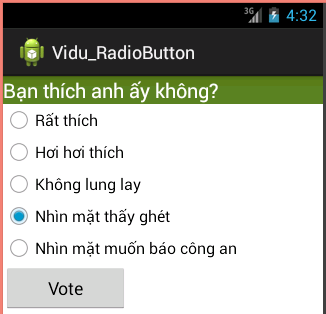 3G 4:32
Vidu_RadioButton
Bạn thích anh ấy không?
Rất thích
Hơi hơi thích
Không lung lay
Nhìn mặt thấy ghét
Nhìn mặt muốn báo công an
Vote